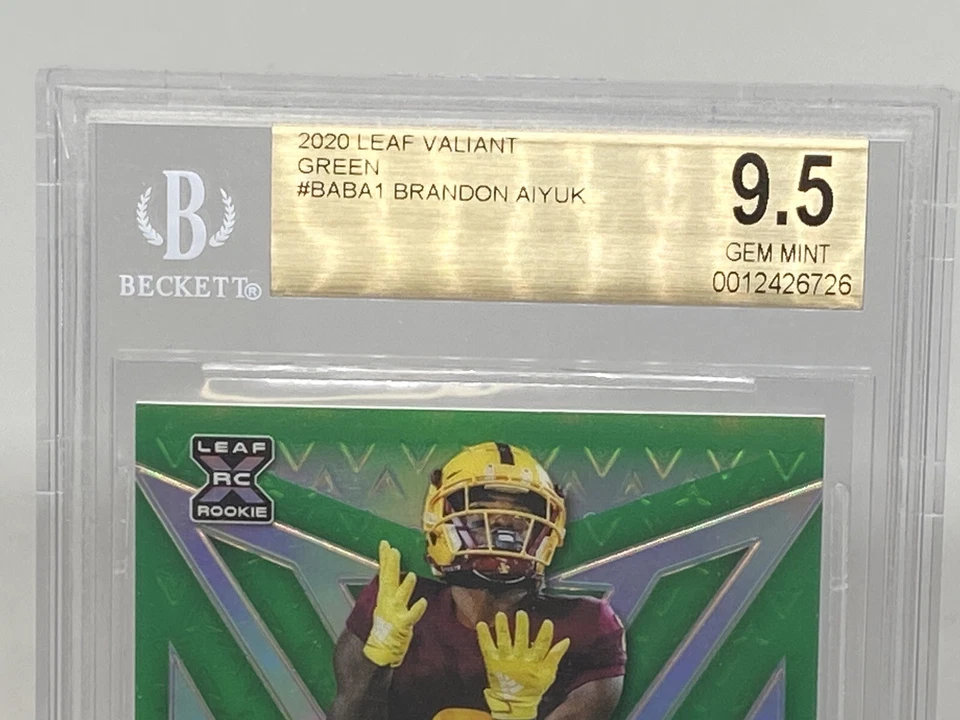 2020 LEAF VALIANT
GREEN
#BABA1 BRANDON AIYUK
9.5
GEM MINT
0012426726
B
BECKETT®
LEAF
RC
ROOKIE